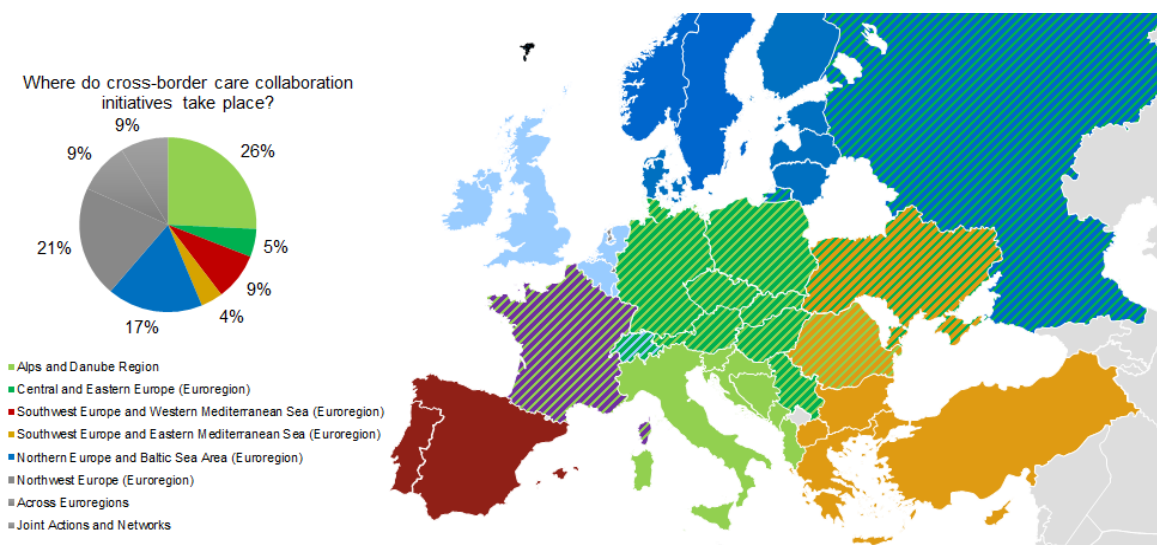 Where do cross-border care collaboration
initiatives take place?
9%
26%
9%
5%
21%
9%
4%
17%
Alps and Danube Region
Central and Eastern Europe (Euroregion)
Southwest Europe and Western Mediterranean Sea (Euroregion)
Southwest Europe and Eastern Mediterranean Sea (Euroregion)
Northern Europe and Baltic Sea Area (Euroregion)
Northwest Europe (Euroregion)
Across Euroregions
Joint Actions and Networks